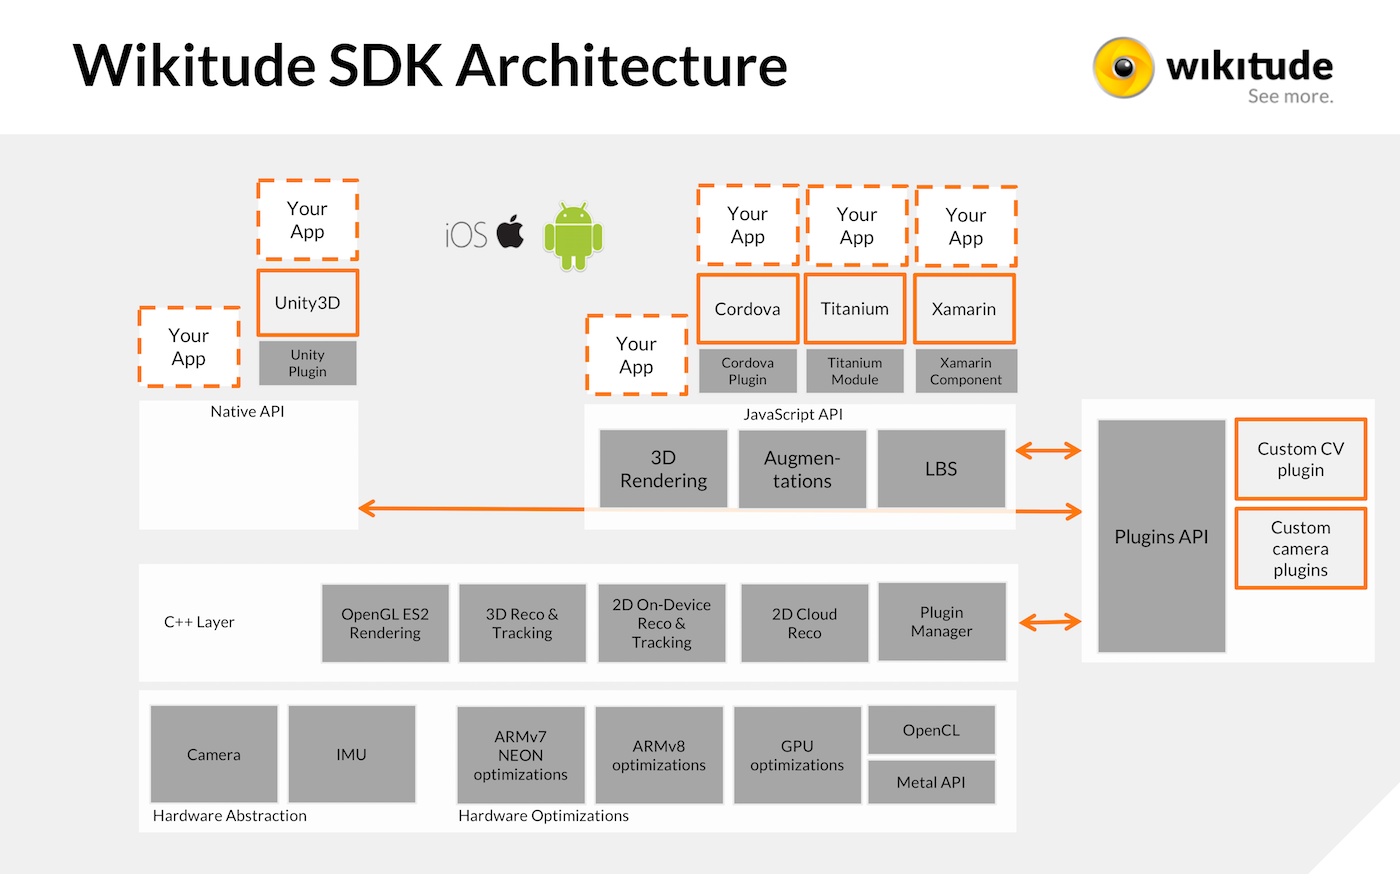 Wikitude SDK Architecture
wikitude
See more.
Your
App
iOS
Your
App
Your
App
Your
App
Unity3D
Cordova
Titanium
Xamarin
Your
App
Unity
Plugin
Your
App
Cordova
Plugin
Titanium
Module
Xamarin
Component
Native API
JavaScript API
3D
Rendering
Augmen-
tations
LBS
Plugins API
Custom CV
plugin
Custom
camera
plugins
C++ Layer
OpenGL ES2
Rendering
3D Reco &
Tracking
2D On-Device
Reco &
Tracking
2D Cloud
Reco
Plugin
Manager
Camera
IMU
ARMv7
NEON
optimizations
ARMv8
optimizations
GPU
optimizations
OpenCL
Metal API
Hardware Abstraction
Hardware Optimizations